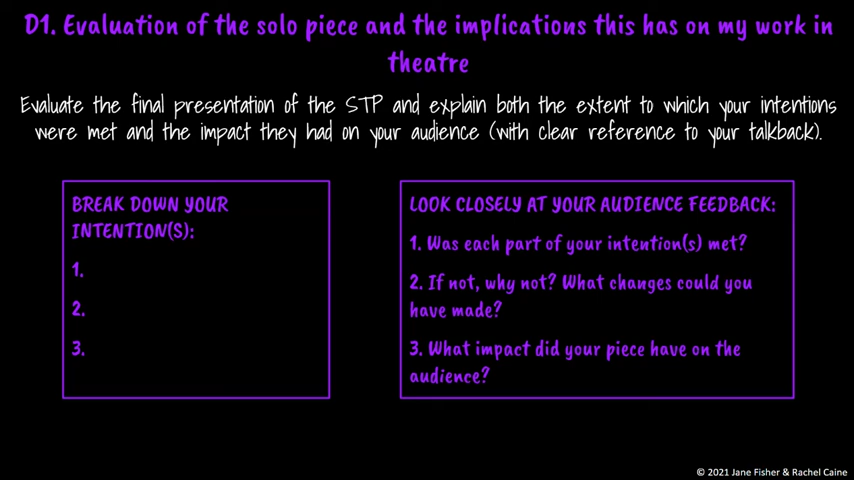 D1. Evaluation of the solo piece and the implications this has on my work in
theatre
Evaluate the final presentation of the STP and explain both the extent to which your intentions
were met and the impact they had on your audience (with clear reference to your talkback).
BREAK DOWN YOUR
INTENTION(S):
1.
2.
3.
LOOK CLOSELY AT YOUR AUDIENCE FEEDBACK:
1. Was each part of your intention(s) met?
2. If not, why not? What changes could you
have made?
3. What impact did your piece have on the
audience?
© 2021 Jane Fisher & Rachel Caine